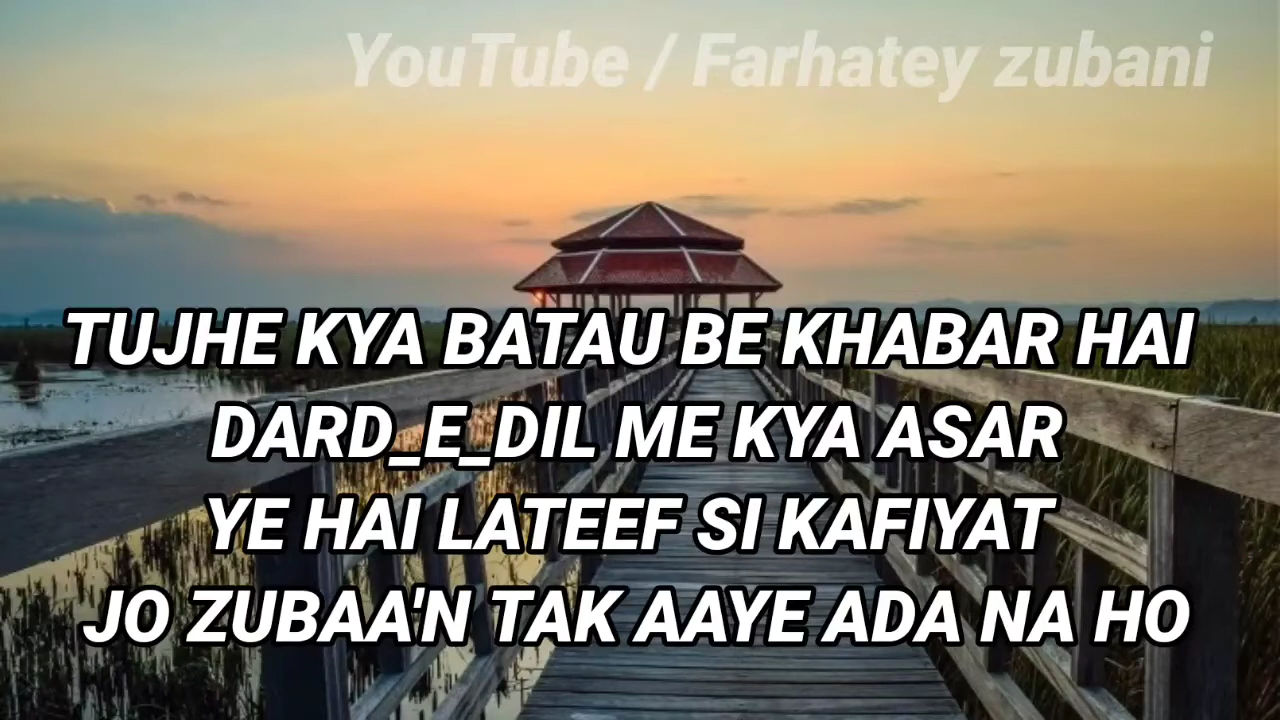 YouTube / Farhatey zubani
TUJHE KYA BATAU BE KHABAR HAI
DARD_E_DIL ME KYA ASAR
YE HAI LATEEF SI KAFIYAT
JO ZUBAA'N TAK AAYE ADA NA HO